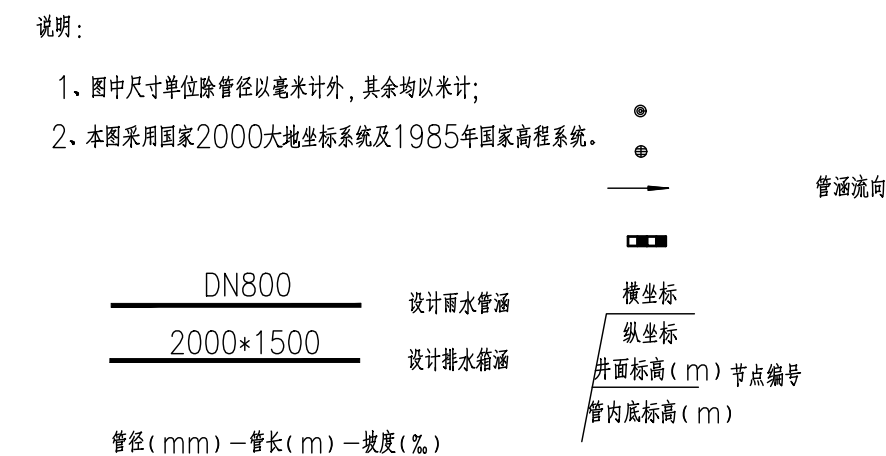 说明：
1、图中尺寸单位除管径以毫米计外，其余均以米计；
2、本图采用国家2000大地坐标系统及1985年国家高程系统。
管涵流向
DN800
设计雨水管涵
横坐标
纵坐标
2000*1500
设计排水箱涵
井面标高(m)
节点编号
管内底标高(m)
管径(mm)－管长(m)－坡度(‰)